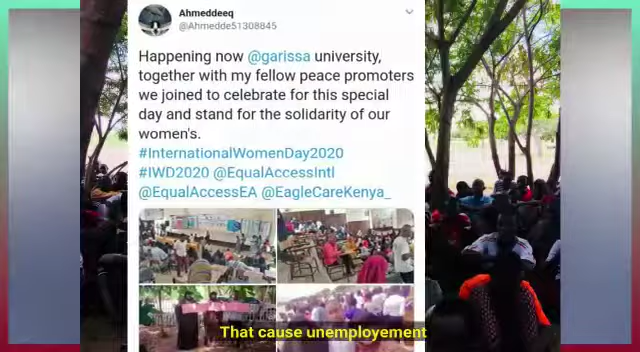 Ahmeddeeq
@Ahmedde51308845
Happening now @garissa university,
together with my fellow peace promoters
we joined to celebrate for this special
day and stand for the solidarity of our
women's.
#InternationalWomenDay2020
#IWD2020 @EqualAccessIntl
@EqualAccessEA @EagleCareKenya_
That cause unemployement